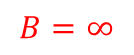 B = ∞